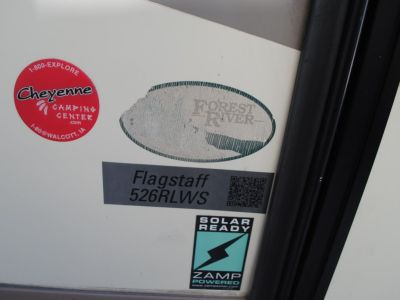 1-800-EXPLORE
Cheyenne
CAMPING
CENTER
.com
I-80@WALCOTT, IA
FOREST
RIVER
Flagstaff
526RLWS
SOLAR
READY
ZAMP
POWERED